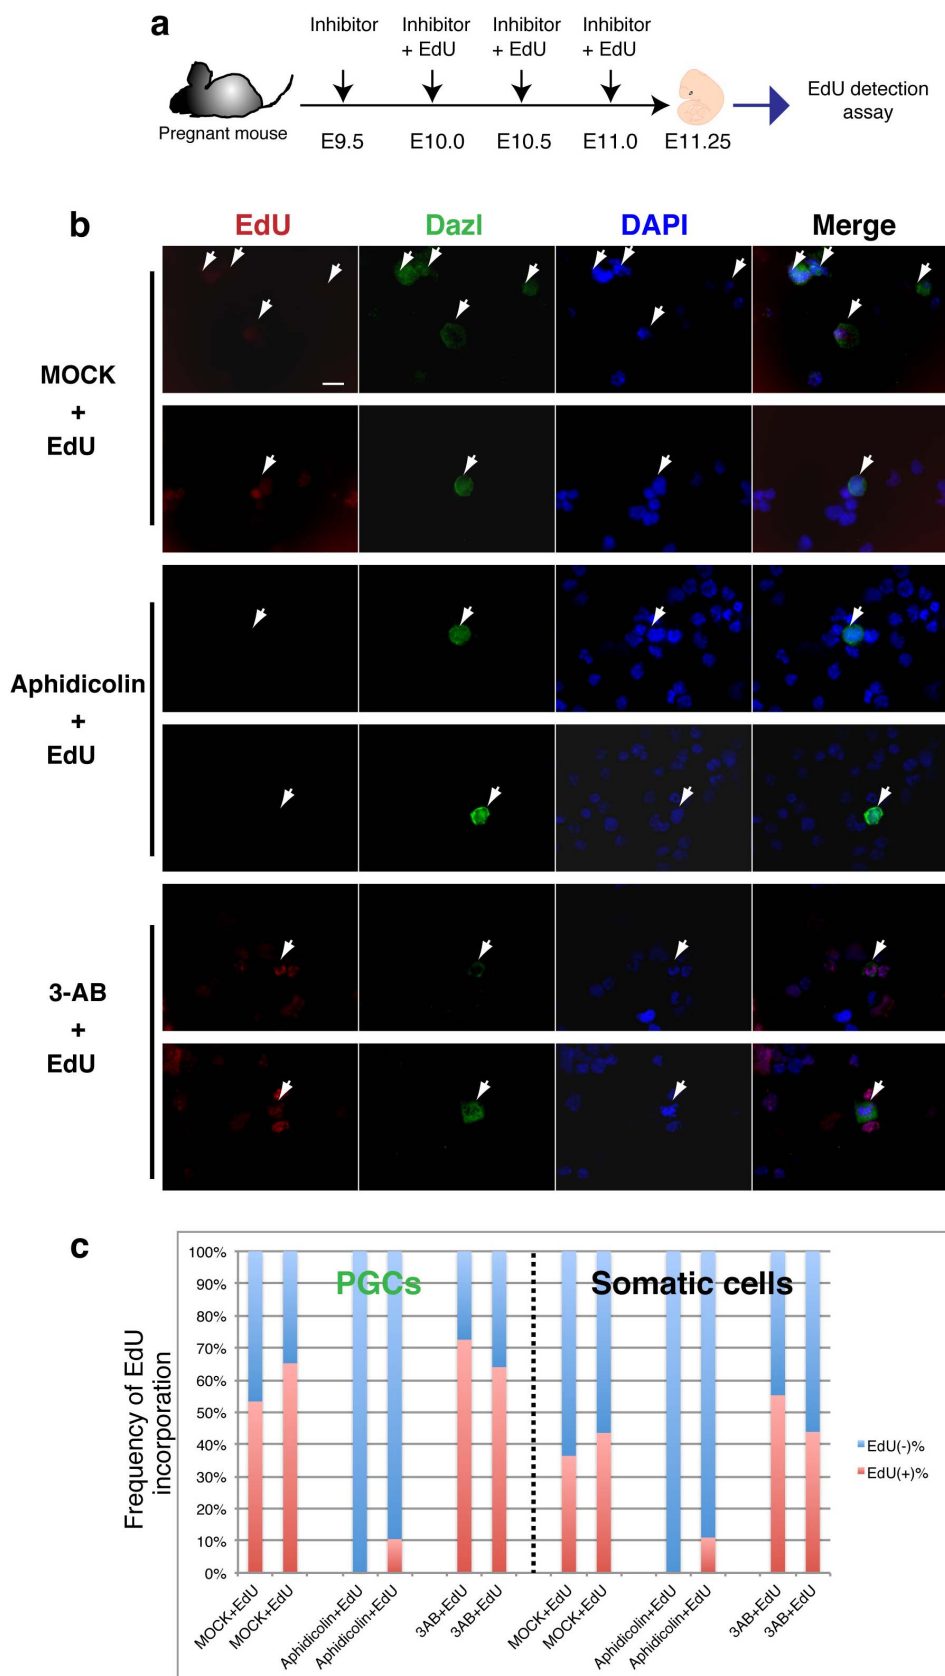 a
Inhibitor
Inhibitor
+ EdU
Inhibitor
+ EdU
Inhibitor
+ EdU
Pregnant mouse
E9.5
E10.0
E10.5
E11.0
E11.25
EdU detection
assay
b
EdU
Dazl
DAPI
Merge
MOCK
+
EdU
Aphidicolin
+
EdU
3-AB
+
EdU
c
PGCs
Somatic cells
Frequency of EdU
incorporation
100%
90%
80%
70%
60%
50%
40%
30%
20%
10%
0%
EdU(-)%
EdU(+)%
MOCK+EdU
MOCK+EdU
Aphidicolin+EdU
Aphidicolin+EdU
3AB+EdU
3AB+EdU
MOCK+EdU
MOCK+EdU
Aphidicolin+EdU
Aphidicolin+EdU
3AB+EdU
3AB+EdU